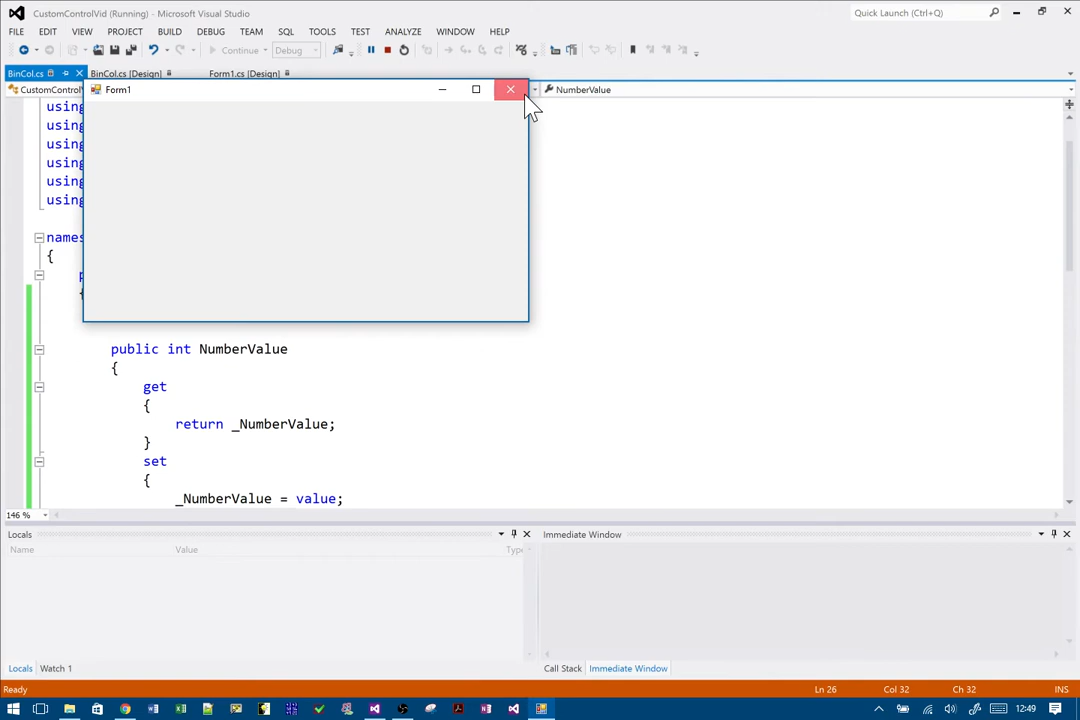 CustomControlVid (Running) - Microsoft Visual Studio
Quick Launch (Ctrl+Q)
FILE EDIT VIEW PROJECT BUILD DEBUG TEAM SQL TOOLS TEST ANALYZE WINDOW HELP
Continue Debug
BinCol.cs BinCol.cs [Design] Form1.cs [Design]
CustomControlV NumberValue
Form1
using
using
using
using
using
using
names
{
p
{
public int NumberValue
{
get
{
return _NumberValue;
}
set
{
_NumberValue = value;
146 %
Locals
Name Value Type
Immediate Window
Locals Watch 1
Call Stack Immediate Window
Ready Ln 26 Col 32 Ch 32 INS
12:49